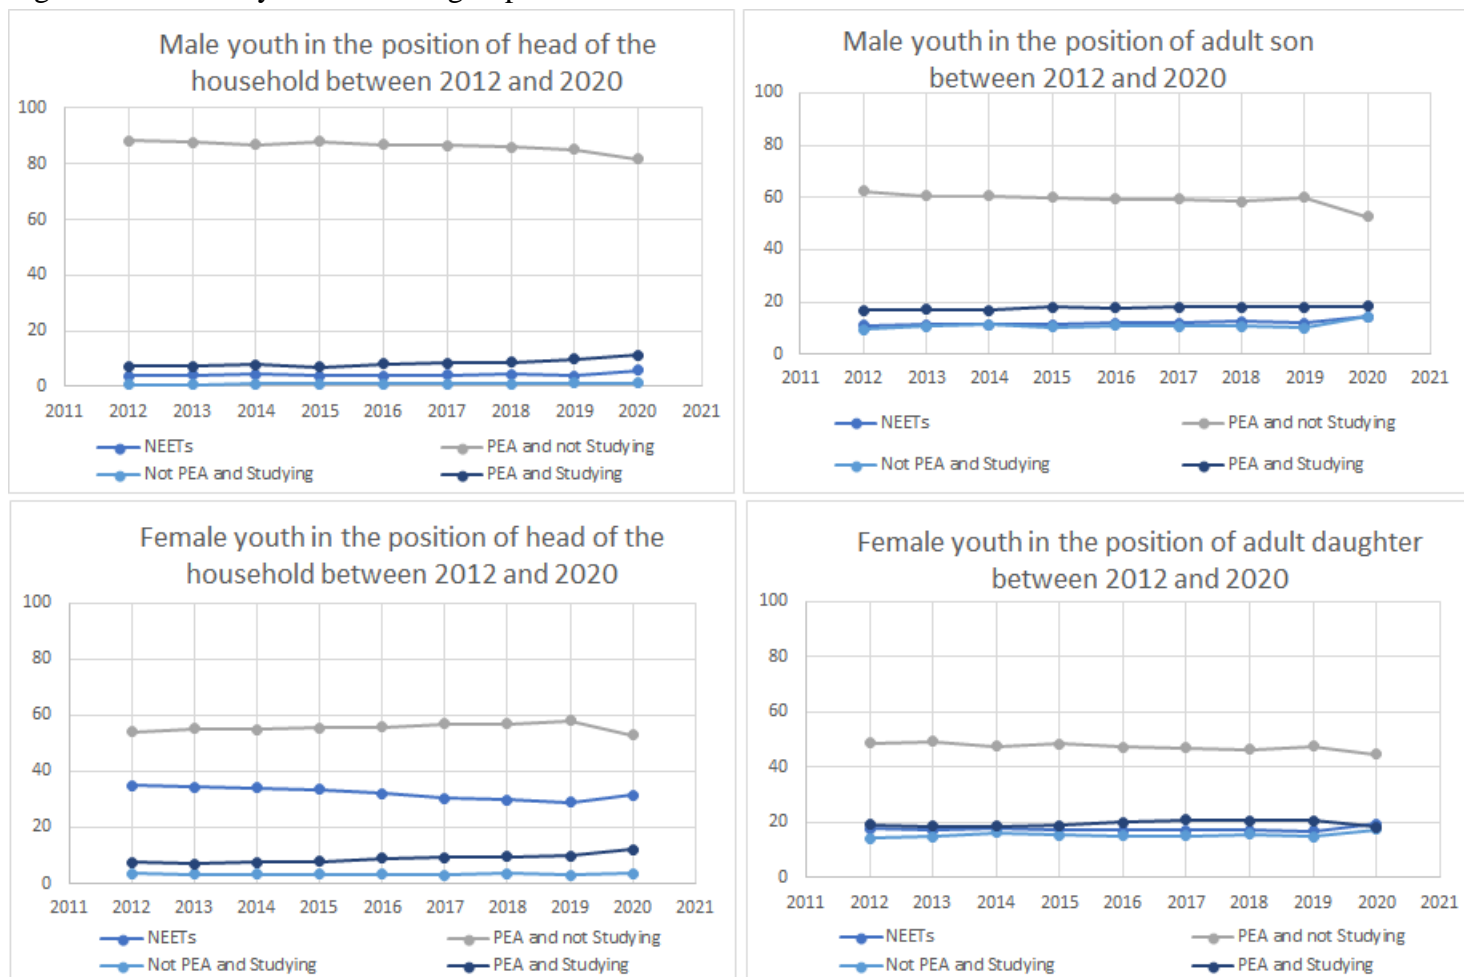 Male youth in the position of head of the
household between 2012 and 2020
100
80
60
40
20
0
2011 2012 2013 2014 2015 2016 2017 2018 2019 2020 2021
NEETs PEA and not Studying
Not PEA and Studying PEA and Studying
Male youth in the position of adult son
between 2012 and 2020
100
80
60
40
20
0
2011 2012 2013 2014 2015 2016 2017 2018 2019 2020 2021
NEETs PEA and not Studying
Not PEA and Studying PEA and Studying
Female youth in the position of head of the
household between 2012 and 2020
100
80
60
40
20
0
2011 2012 2013 2014 2015 2016 2017 2018 2019 2020 2021
NEETs PEA and not Studying
Not PEA and Studying PEA and Studying
Female youth in the position of adult daughter
between 2012 and 2020
100
80
60
40
20
0
2011 2012 2013 2014 2015 2016 2017 2018 2019 2020 2021
NEETs PEA and not Studying
Not PEA and Studying PEA and Studying